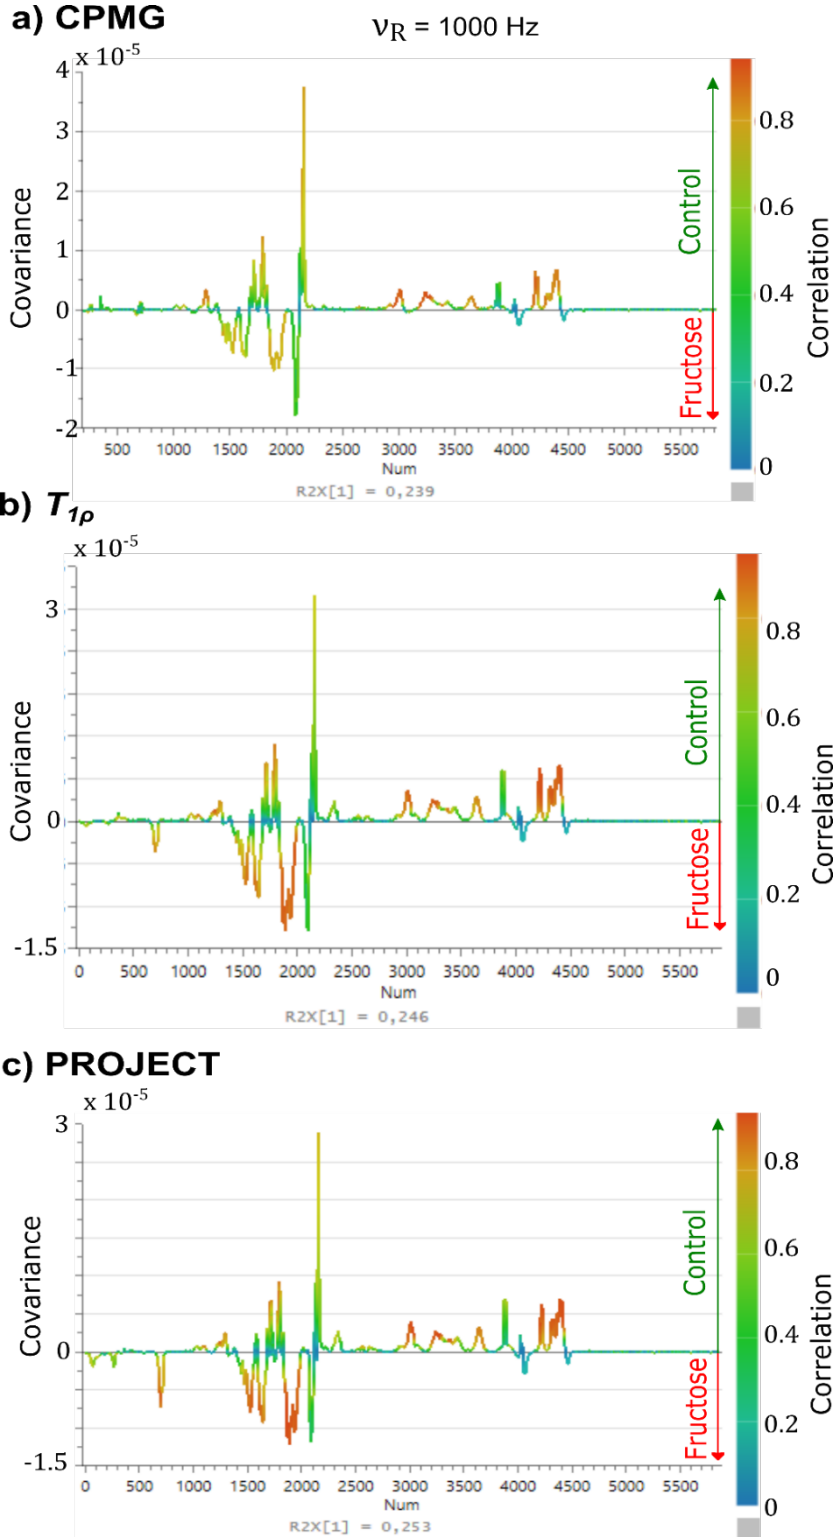 a) CPMG
νR = 1000 Hz
x 10-5
4
3
2
1
0
-1
-2
Covariance
500 1000 1500 2000 2500 3000 3500 4000 4500 5000 5500
Num
R2X[1] = 0,239
Control
Fructose
0.8
0.6
0.4
0.2
0
Correlation
b) T1ρ
x 10-5
3
0
-1.5
Covariance
0 500 1000 1500 2000 2500 3000 3500 4000 4500 5000 5500
Num
R2X[1] = 0,246
Control
Fructose
0.8
0.6
0.4
0.2
0
Correlation
c) PROJECT
x 10-5
3
0
-1.5
Covariance
0 500 1000 1500 2000 2500 3000 3500 4000 4500 5000 5500
Num
R2X[1] = 0,253
Control
Fructose
0.8
0.6
0.4
0.2
0
Correlation